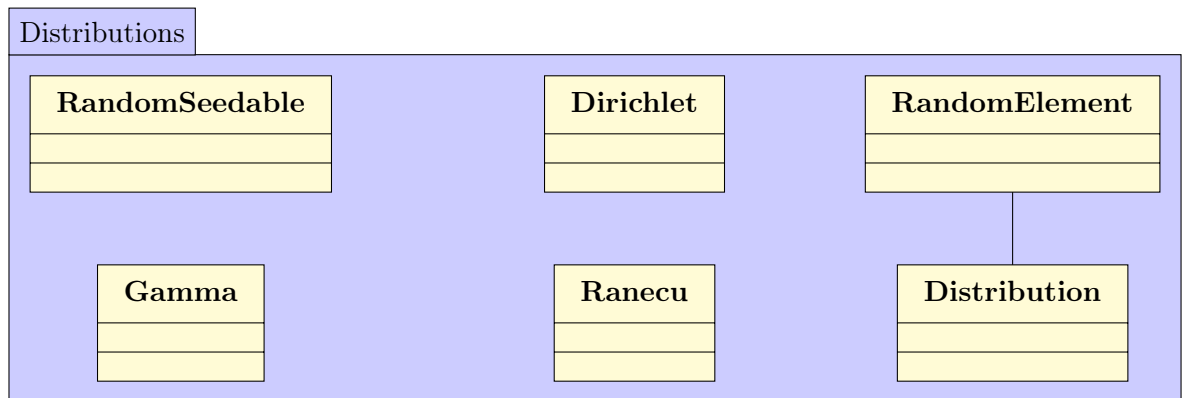 Distributions
RandomSeedable
Dirichlet
RandomElement
Gamma
Ranecu
Distribution